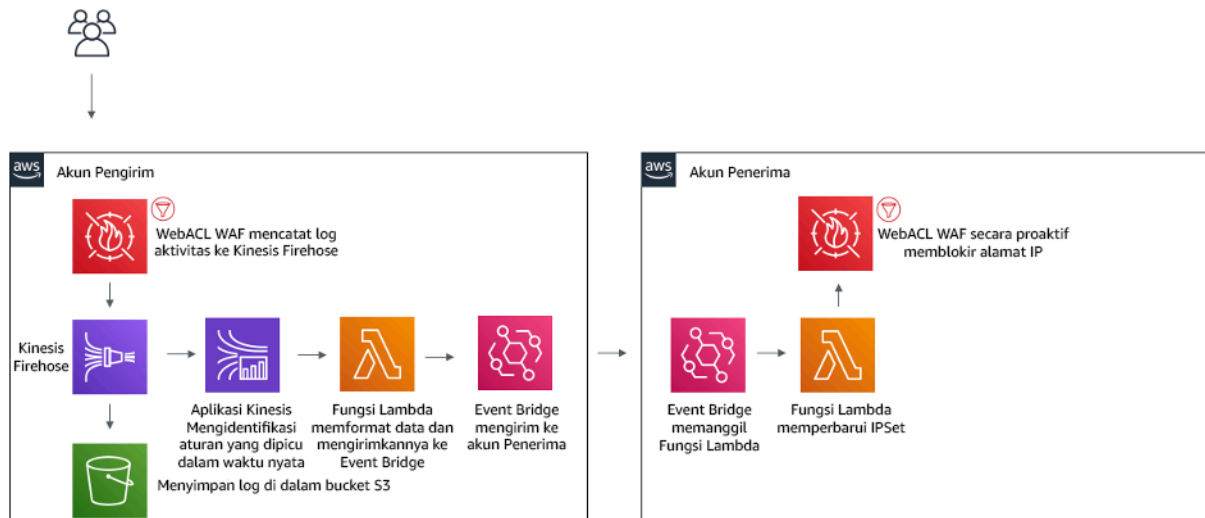 aws
Akun Pengirim
WebACL WAF mencatat log
aktivitas ke Kinesis Firehose
Kinesis
Firehose
Aplikasi Kinesis
Mengidentifikasi
aturan yang dipicu
dalam waktu nyata
Fungsi Lambda
memformat data dan
mengirimkannya ke
Event Bridge
Event Bridge
mengirim ke
akun Penerima
Menyimpan log di dalam bucket S3
aws
Akun Penerima
WebACL WAF secara proaktif
memblokir alamat IP
Event Bridge
memanggil
Fungsi Lambda
Fungsi Lambda
memperbarui IPSet